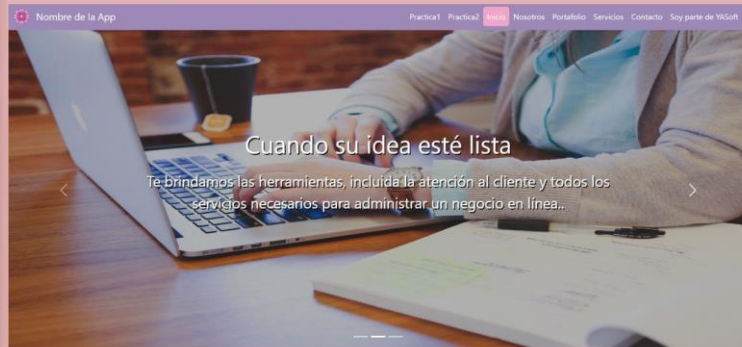 Nombre de la App
Practica1 Practica2 Inicio Nosotros Portafolio Servicios Contacto Soy parte de YASoft
Cuando su idea esté lista
Te brindamos las herramientas, incluida la atención al cliente y todos los
servicios necesarios para administrar un negocio en línea..